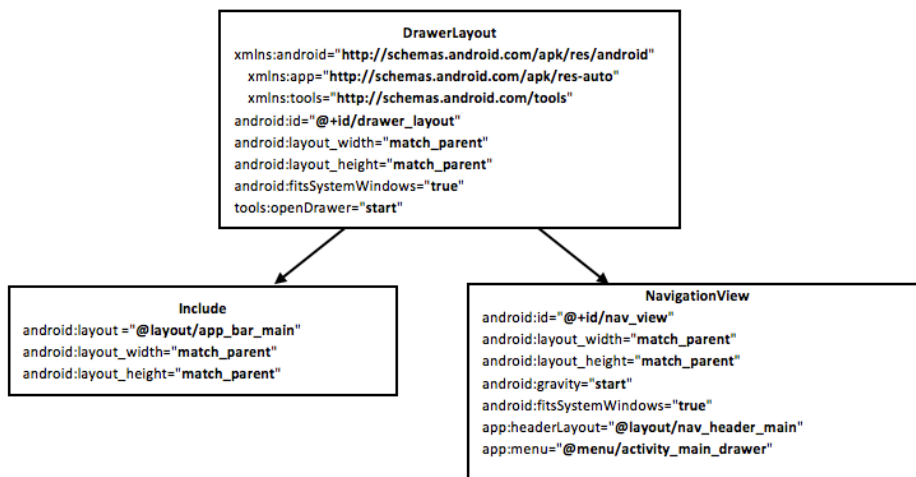 DrawerLayout
xmlns:android="http://schemas.android.com/apk/res/android"
xmlns:app="http://schemas.android.com/apk/res-auto"
xmlns:tools="http://schemas.android.com/tools"
android:id="@+id/drawer_layout"
android:layout_width="match_parent"
android:layout_height="match_parent"
android:fitsSystemWindows="true"
tools:openDrawer="start"
Include
android:layout ="@layout/app_bar_main"
android:layout_width="match_parent"
android:layout_height="match_parent"
NavigationView
android:id="@+id/nav_view"
android:layout_width="match_parent"
android:layout_height="match_parent"
android:gravity="start"
android:fitsSystemWindows="true"
app:headerLayout="@layout/nav_header_main"
app:menu="@menu/activity_main_drawer"